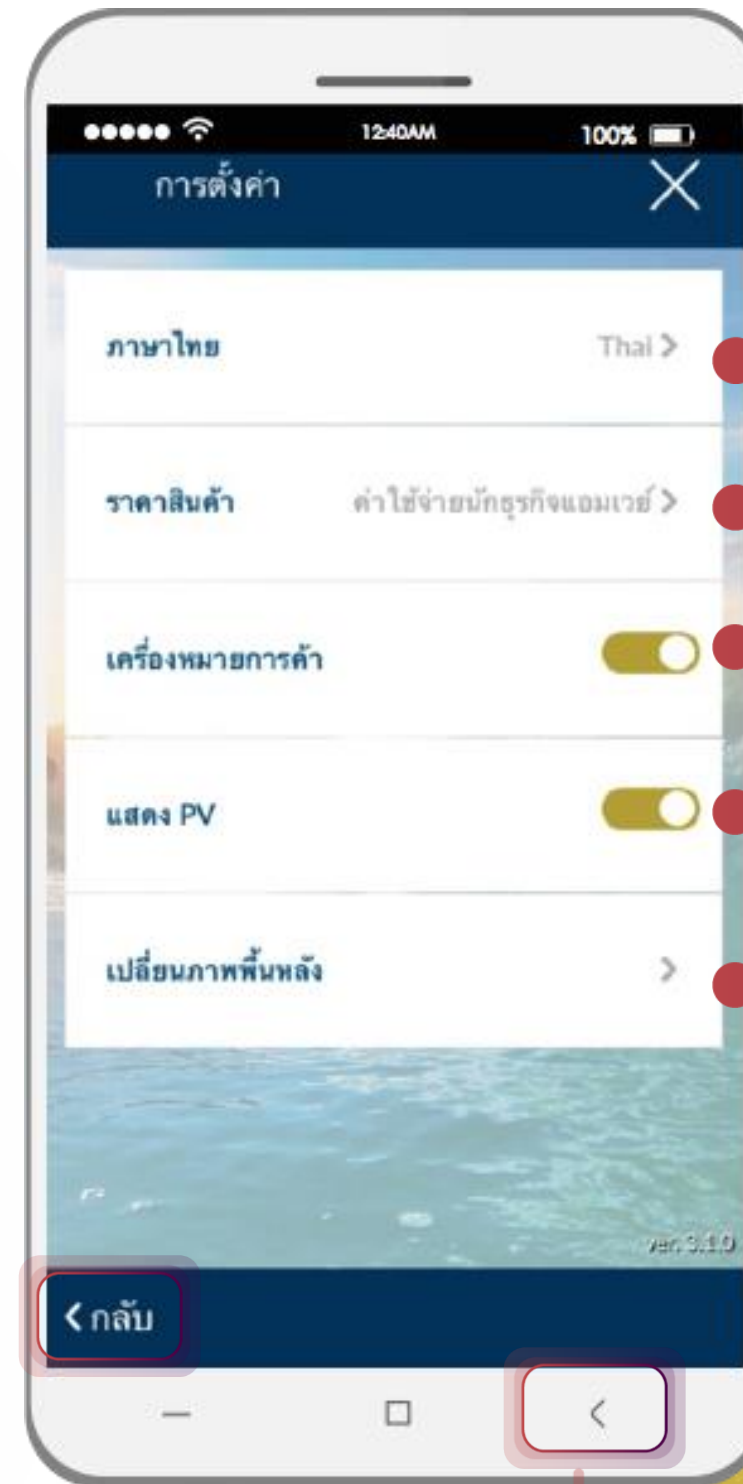 12:40AM 100%
การตั้งค่า
ภาษาไทย Thai >
ราคาสินค้า ค่าใช้จ่ายนักธุรกิจแอมเวย์ >
เครื่องหมายการค้า
แสดง PV
เปลี่ยนภาพพื้นหลัง >
ver. 3.1.0
< กลับ